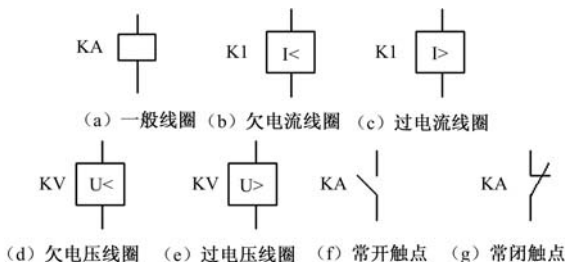 KA K1 I< K1 I>
(a) 一般线圈 (b) 欠电流线圈 (c) 过电流线圈
KV U< KV U> KA KA
(d) 欠电压线圈 (e) 过电压线圈 (f) 常开触点 (g) 常闭触点